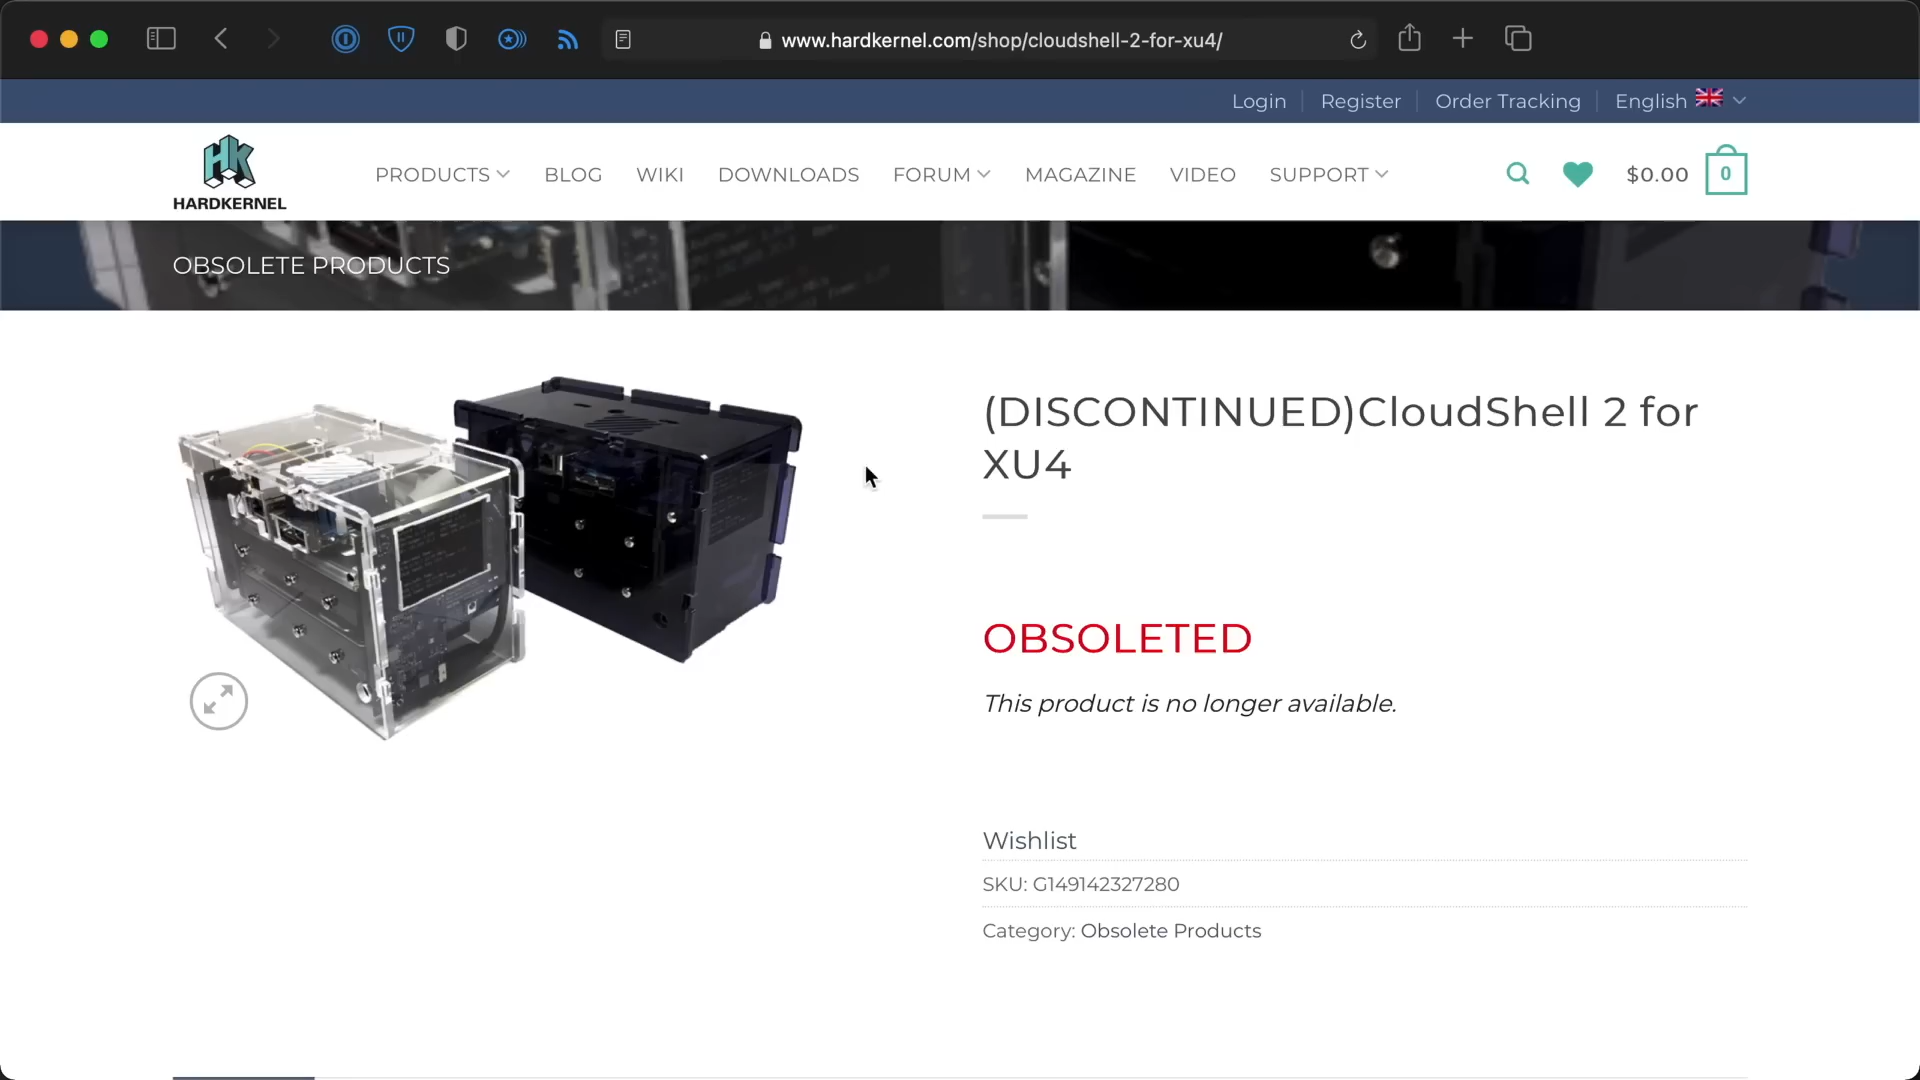 www.hardkernel.com/shop/cloudshell-2-for-xu4/
Login
Register
Order Tracking
English
HK
HARDKERNEL
PRODUCTS
BLOG
WIKI
DOWNLOADS
FORUM
MAGAZINE
VIDEO
SUPPORT
$0.00
0
OBSOLETE PRODUCTS
(DISCONTINUED)CloudShell 2 for
XU4
OBSOLETED
This product is no longer available.
Wishlist
SKU: G149142327280
Category: Obsolete Products